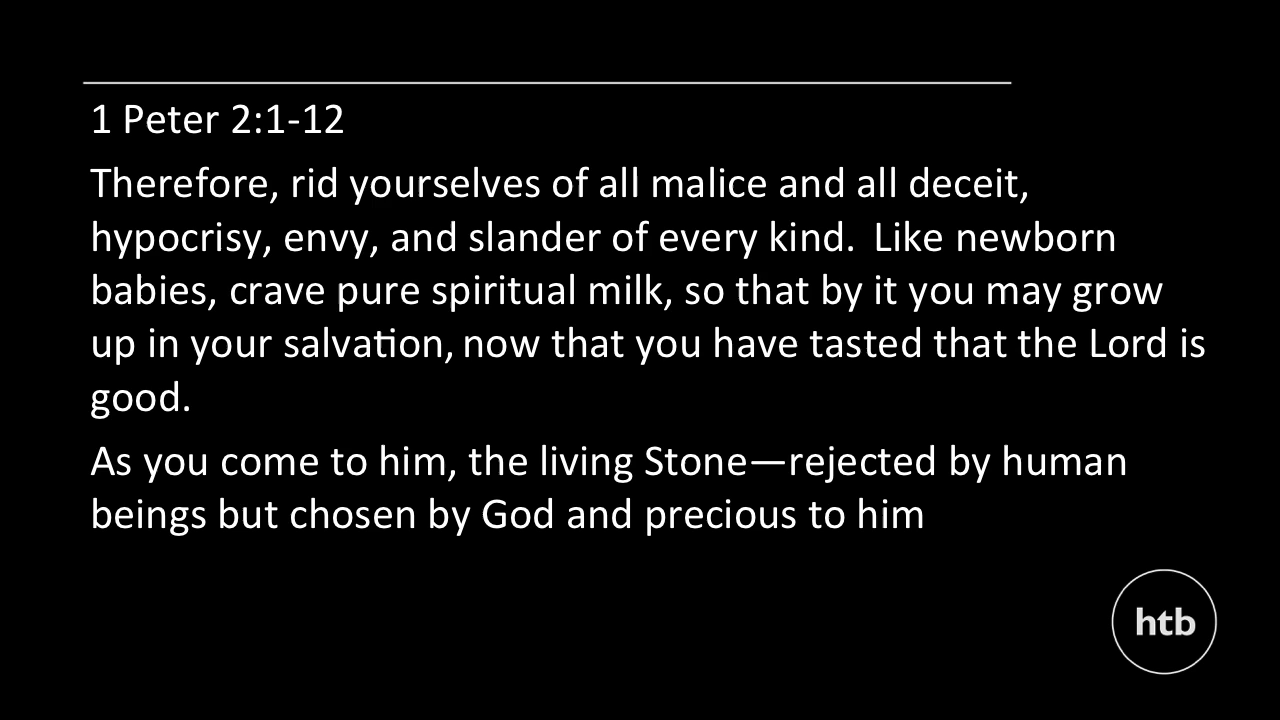 1 Peter 2:1-12
Therefore, rid yourselves of all malice and all deceit,
hypocrisy, envy, and slander of every kind.  Like newborn
babies, crave pure spiritual milk, so that by it you may grow
up in your salvation, now that you have tasted that the Lord is
good.
As you come to him, the living Stone—rejected by human
beings but chosen by God and precious to him
htb